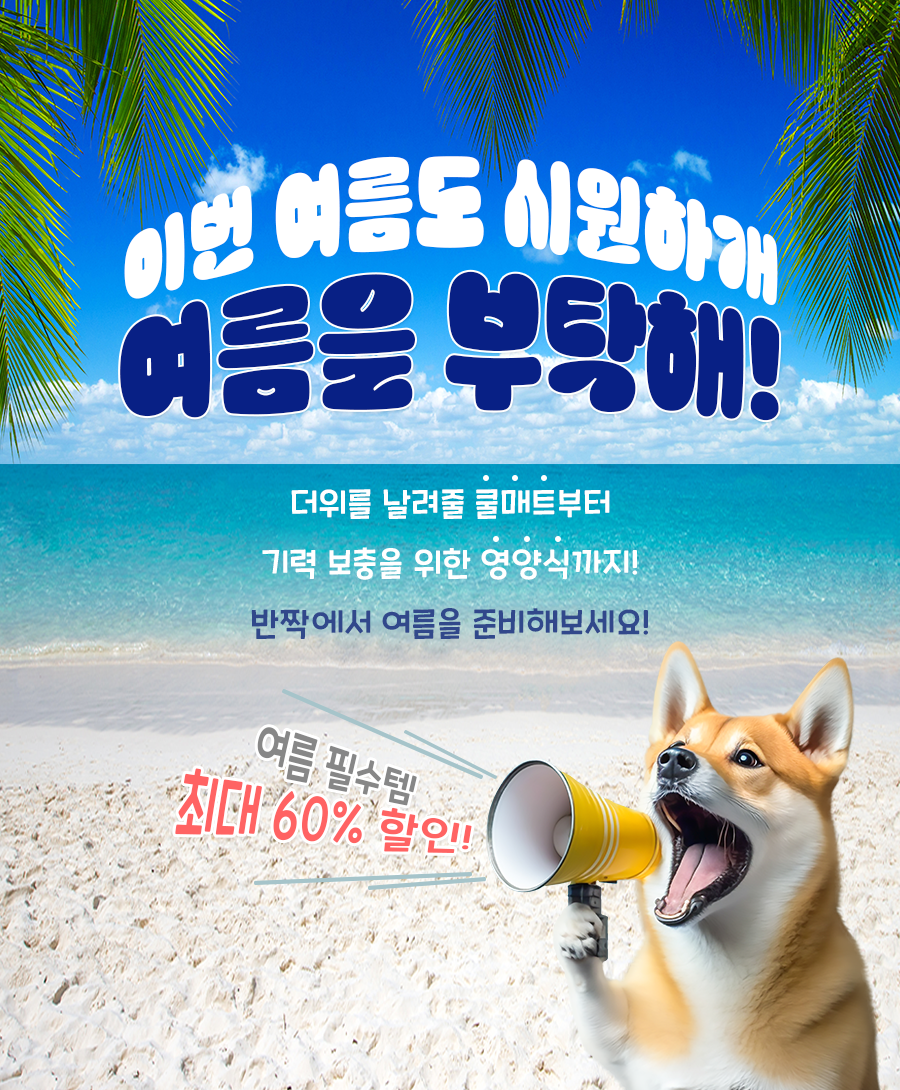 이번 여름도 시원하개
여름을 부탁해!
더위를 날려줄 쿨매트부터
기력 보충을 위한 영양식까지!
반짝에서 여름을 준비해보세요!
여름 필수템
최대 60% 할인!